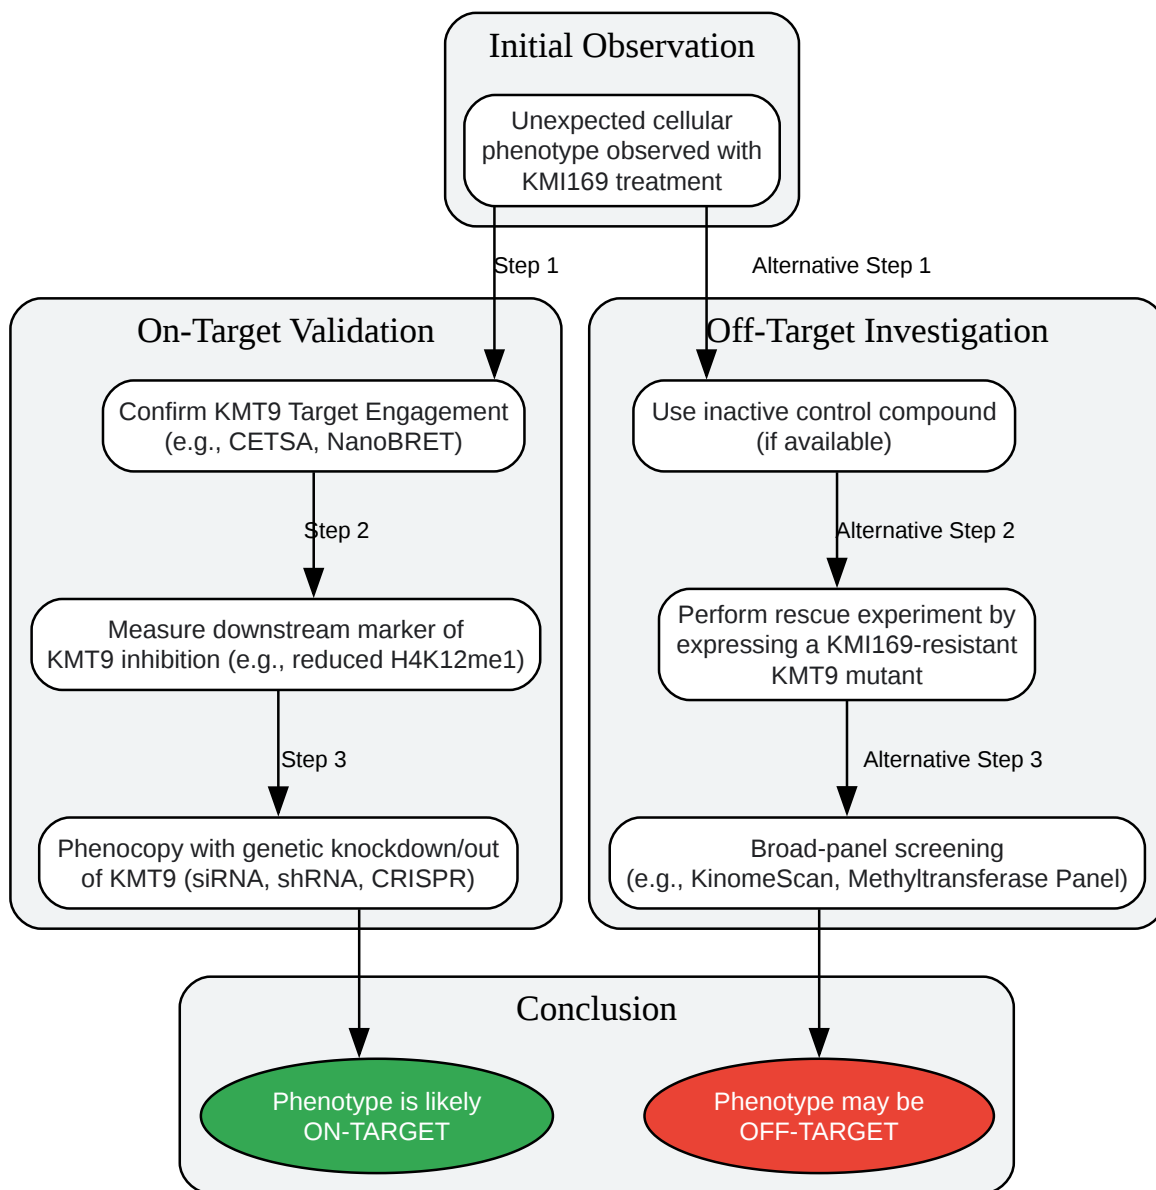 Initial Observation
Unexpected cellular
phenotype observed with
KMI169 treatment
Step 1
Alternative Step 1
On-Target Validation
Off-Target Investigation
Confirm KMT9 Target Engagement
(e.g., CETSA, NanoBRET)
Use inactive control compound
(if available)
Step 2
Alternative Step 2
Measure downstream marker of
KMT9 inhibition (e.g., reduced H4K12me1)
Perform rescue experiment by
expressing a KMI169-resistant
KMT9 mutant
Step 3
Alternative Step 3
Phenocopy with genetic knockdown/out
of KMT9 (siRNA, shRNA, CRISPR)
Broad-panel screening
(e.g., KinomeScan, Methyltransferase Panel)
Conclusion
Phenotype is likely
ON-TARGET
Phenotype may be
OFF-TARGET